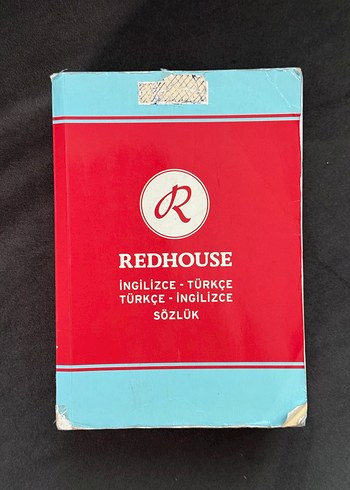 R
REDHOUSE
İNGİLİZCE - TÜRKÇE
TÜRKÇE - İNGİLİZCE
SÖZLÜK